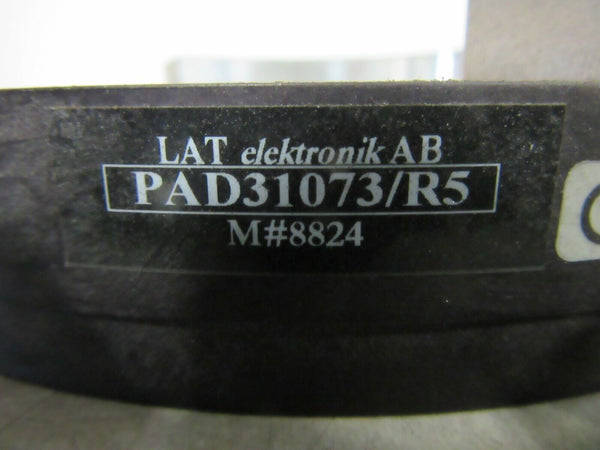 LAT elektronik AB
PAD31073/R5
M#8824